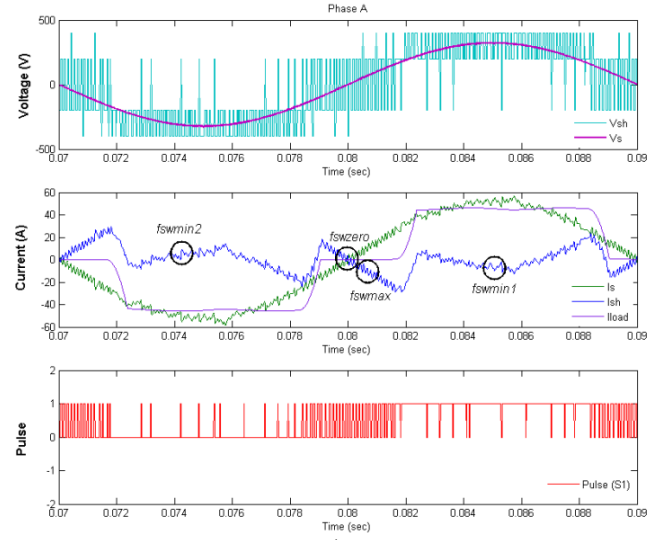 Phase A
500
0
-500
Voltage (V)
Vsh
Vs
0.07 0.072 0.074 0.076 0.078 0.08 0.082 0.084 0.086 0.088 0.09
Time (sec)
60
40
20
0
-20
-40
-60
Current (A)
fswmin2
fswzero
fswmax
fswmin1
Is
Ish
Iload
0.07 0.072 0.074 0.076 0.078 0.08 0.082 0.084 0.086 0.088 0.09
Time (sec)
2
1
0
-1
-2
Pulse
Pulse (S1)
0.07 0.072 0.074 0.076 0.078 0.08 0.082 0.084 0.086 0.088 0.09
Time (sec)